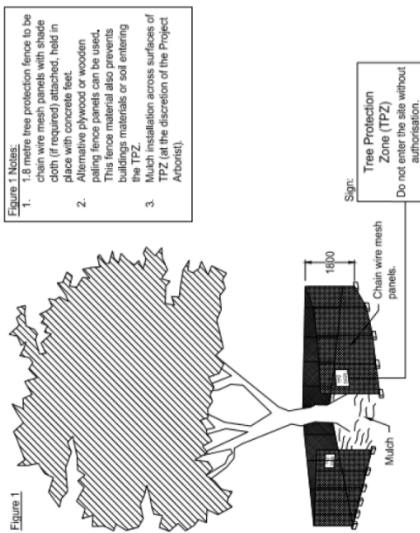 Figure 1
Figure 1 Notes:
1. 1.8 metre tree protection fence to be
chain wire mesh panels with shade
cloth (if required) attached, held in
place with concrete feet.
2. Alternative plywood or wooden
paling fence panels can be used.
This fence material also prevents
buildings materials or soil entering
the TPZ.
3. Mulch installation across surfaces of
TPZ (at the discretion of the Project
Arborist).
1800
Chain wire mesh
panels.
Mulch
Sign:
Tree Protection
Zone (TPZ)
Do not enter the site without
authorisation.